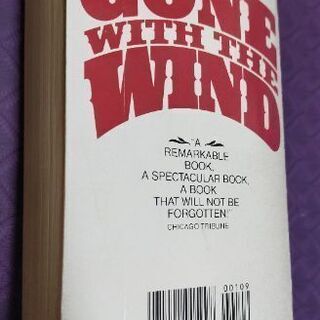 GONE
WITH THE
WIND
"A
REMARKABLE
BOOK,
A SPECTACULAR BOOK,
A BOOK
THAT WILL NOT BE
FORGOTTEN!"
CHICAGO TRIBUNE
00109